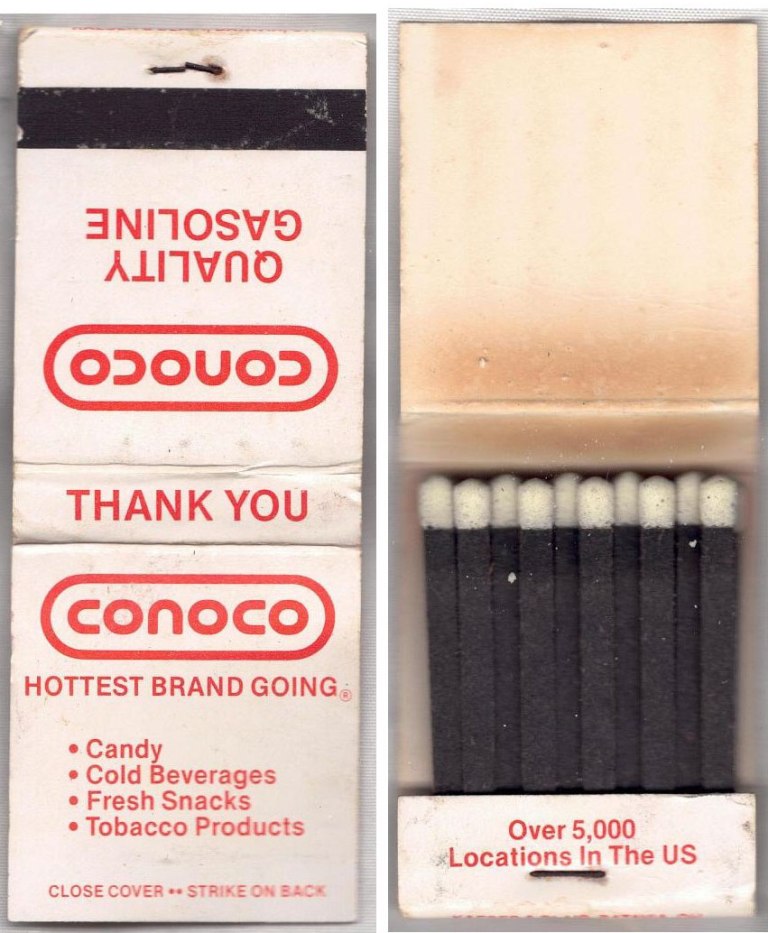 QUALITY
GASOLINE
CONOCO
THANK YOU
CONOCO
HOTTEST BRAND GOING®
• Candy
• Cold Beverages
• Fresh Snacks
• Tobacco Products
CLOSE COVER •• STRIKE ON BACK
Over 5,000
Locations In The US